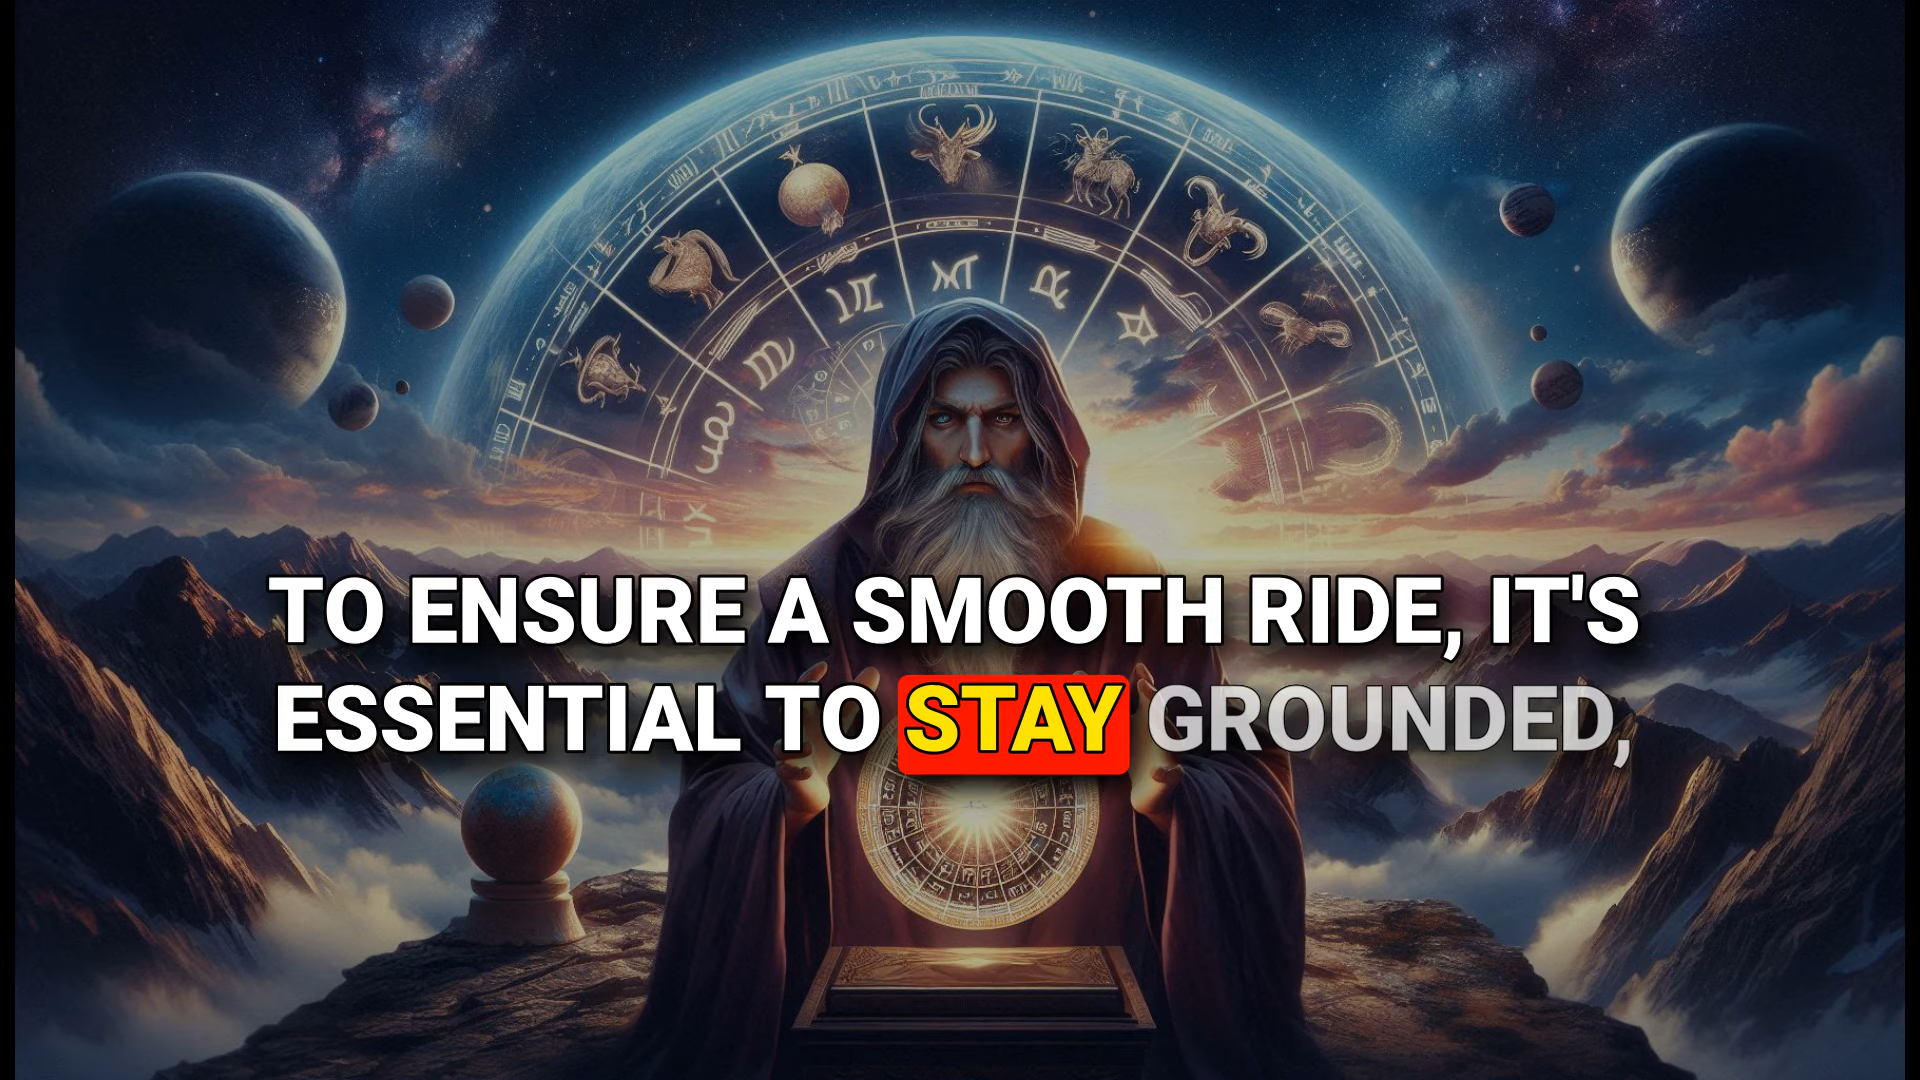 TO ENSURE A SMOOTH RIDE, IT'S
ESSENTIAL TO STAY GROUNDED,